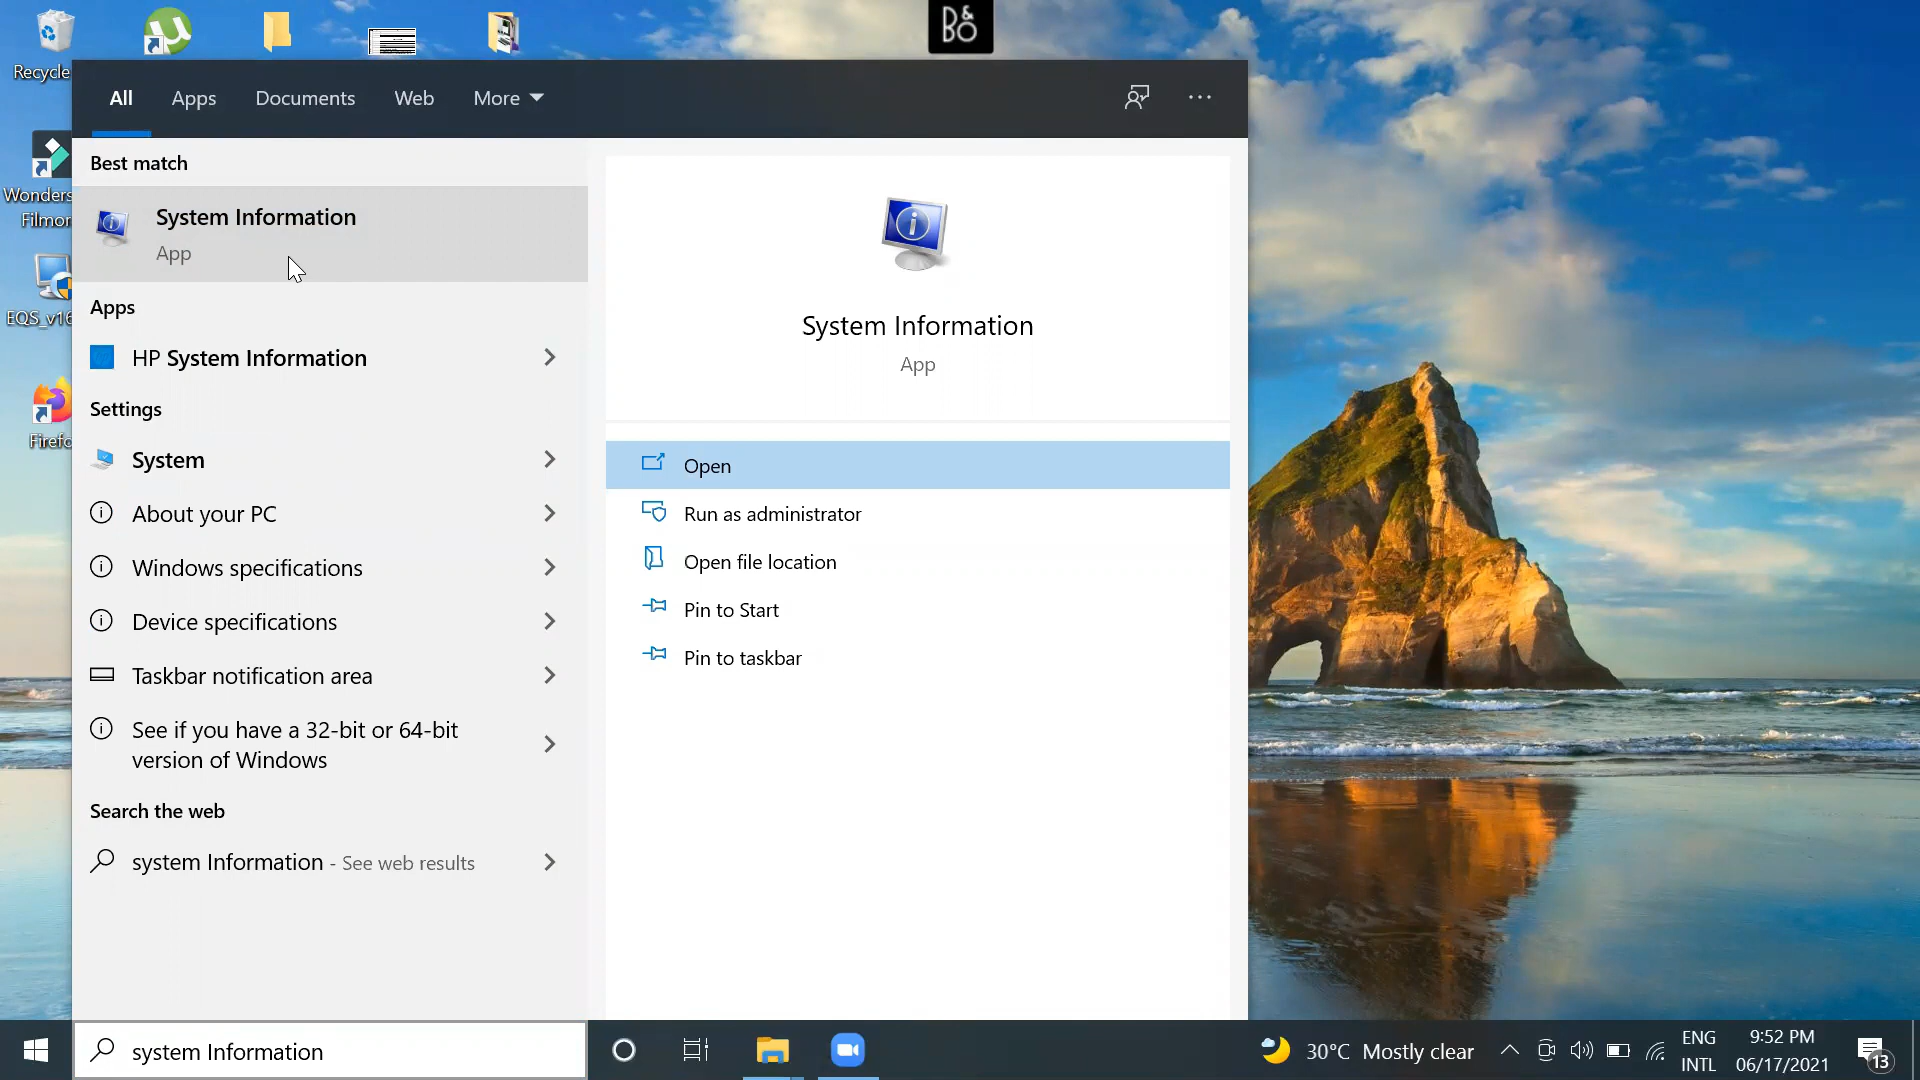 B&O
Recycle
All Apps Documents Web More
Best match
System Information
App
Wonders
Filmor
EQS_v16
Firefo
Apps
HP System Information
Settings
System
About your PC
Windows specifications
Device specifications
Taskbar notification area
See if you have a 32-bit or 64-bit
version of Windows
Search the web
system Information - See web results
System Information
App
Open
Run as administrator
Open file location
Pin to Start
Pin to taskbar
system Information
30°C Mostly clear
ENG
INTL
9:52 PM
06/17/2021
13